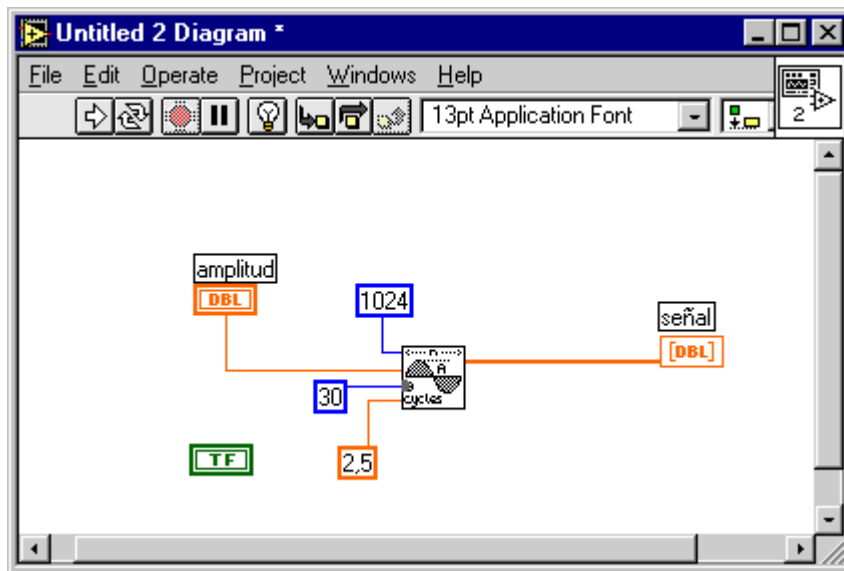 Untitled 2 Diagram *
File Edit Operate Project Windows Help
13pt Application Font
2
amplitud
DBL
1024
señal
[DBL]
n
A
30
cycles
TF
2,5